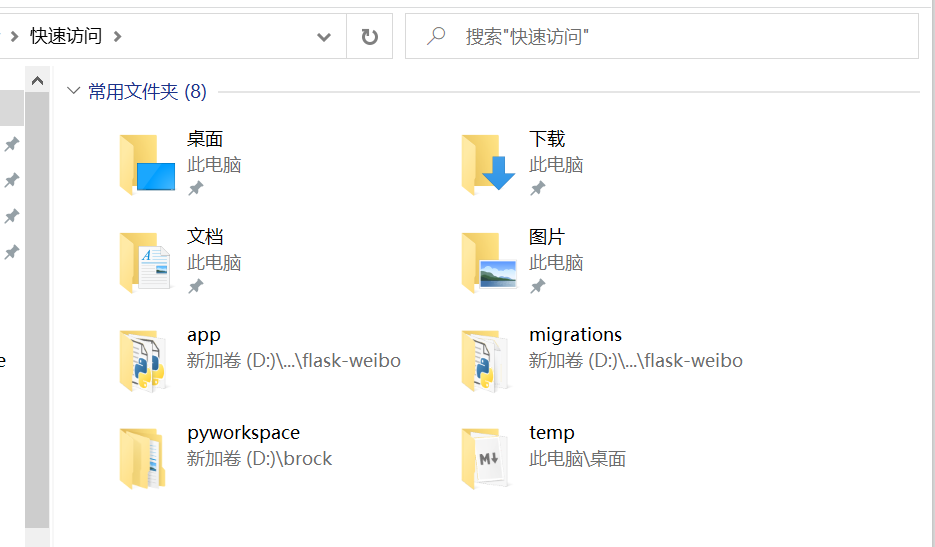 快速访问
搜索"快速访问"
常用文件夹 (8)
桌面
此电脑
下载
此电脑
文档
此电脑
图片
此电脑
app
新加卷 (D:)\...\flask-weibo
migrations
新加卷 (D:)\...\flask-weibo
pyworkspace
新加卷 (D:)\brock
temp
此电脑\桌面
e
A
M↓